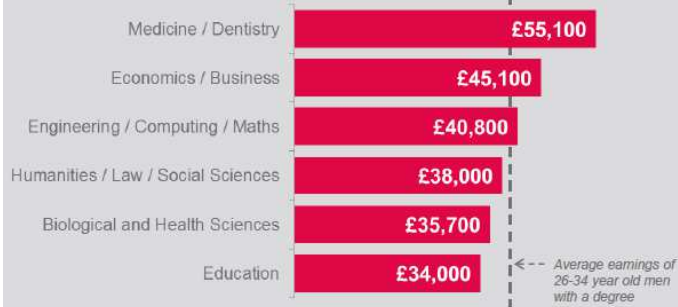 Medicine / Dentistry £55,100
Economics / Business £45,100
Engineering / Computing / Maths £40,800
Humanities / Law / Social Sciences £38,000
Biological and Health Sciences £35,700
Education £34,000
Average earnings of
26-34 year old men
with a degree